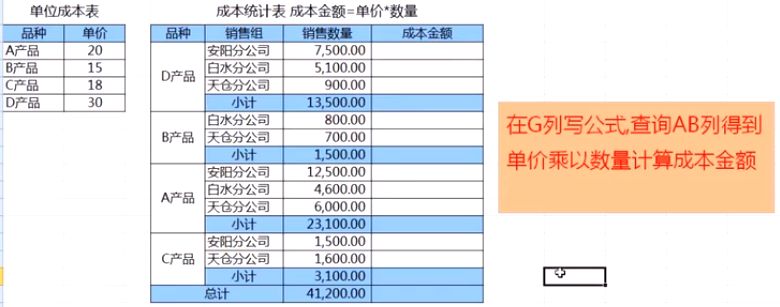 单位成本表 成本统计表 成本金额=单价*数量
品种 单价 品种 销售组 销售数量 成本金额
A产品 20 安阳分公司 7,500.00
B产品 15 白水分公司 5,100.00
C产品 18 D产品 天仓分公司 900.00
D产品 30 小计 13,500.00
白水分公司 800.00
B产品 天仓分公司 700.00
小计 1,500.00
安阳分公司 12,500.00
白水分公司 4,600.00
A产品 天仓分公司 6,000.00
小计 23,100.00
安阳分公司 1,500.00
C产品 天仓分公司 1,600.00
小计 3,100.00
总计 41,200.00
在G列写公式,查询AB列得到
单价乘以数量计算成本金额